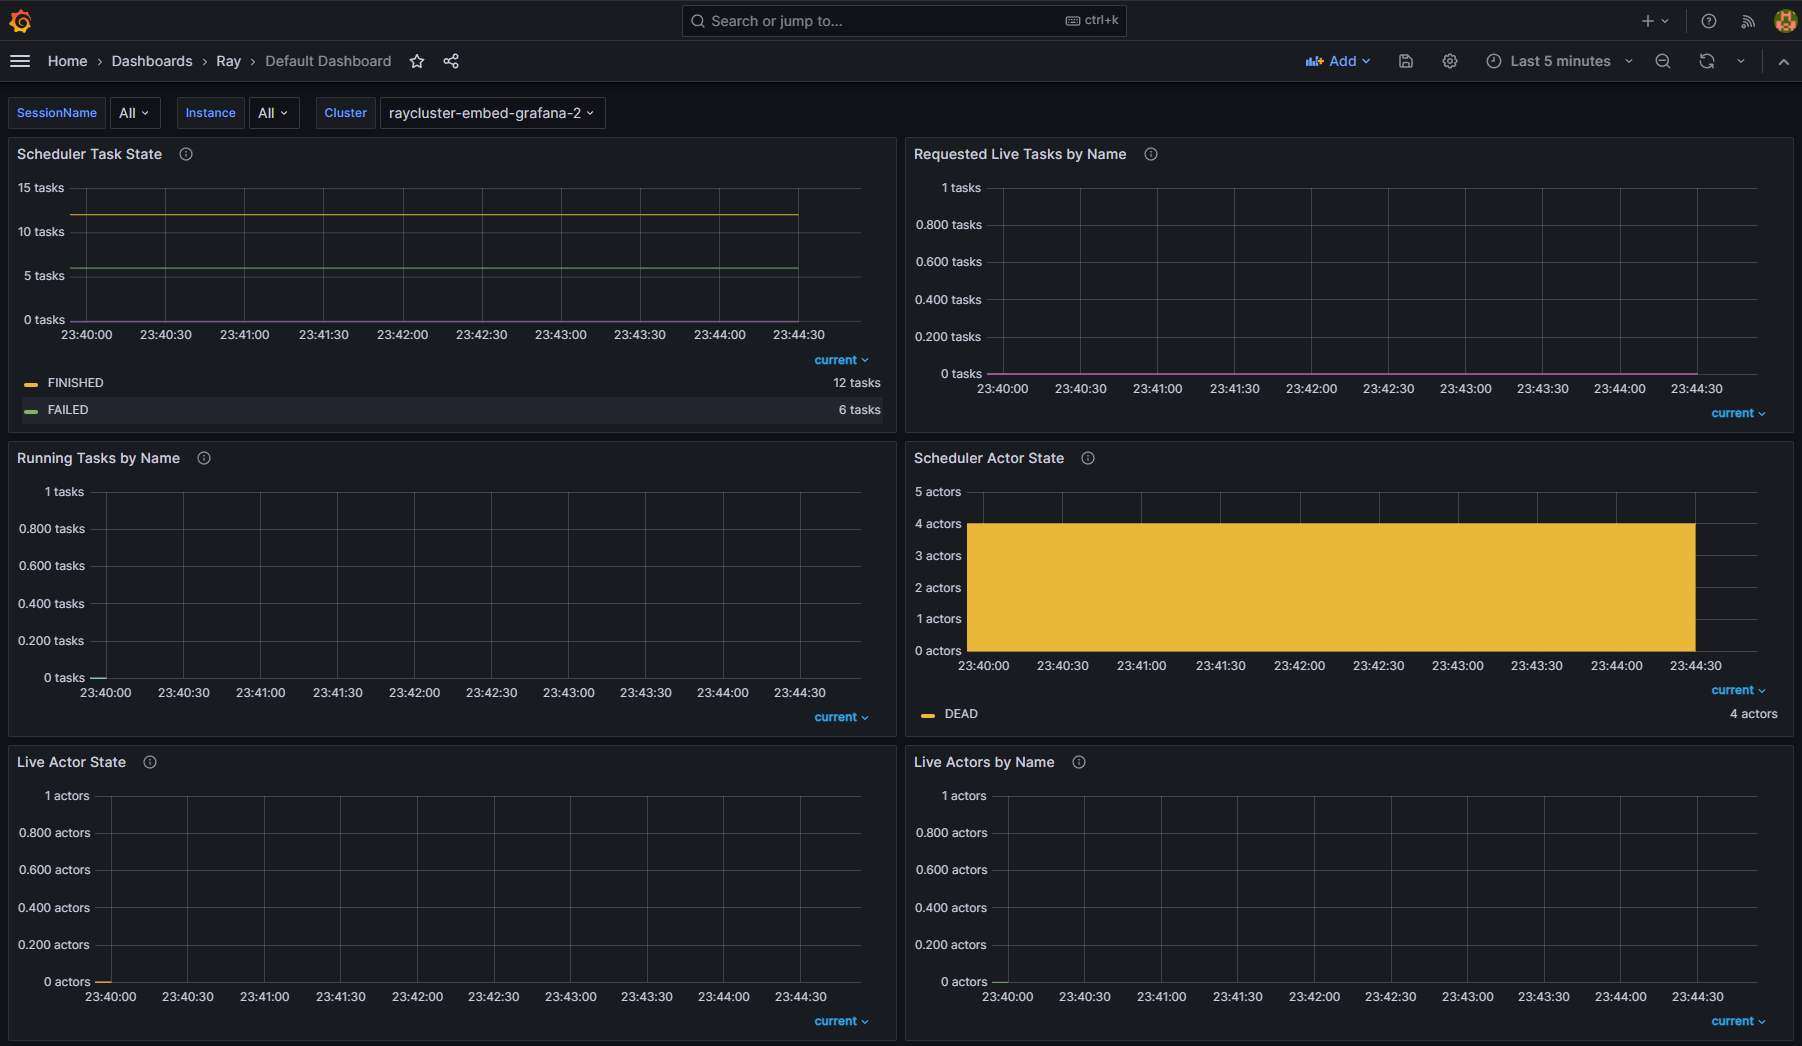 Search or jump to... ctrl+k
Home › Dashboards › Ray › Default Dashboard Add Last 5 minutes
SessionName All Instance All Cluster raycluster-embed-grafana-2
Scheduler Task State
15 tasks
10 tasks
5 tasks
0 tasks
23:40:00 23:40:30 23:41:00 23:41:30 23:42:00 23:42:30 23:43:00 23:43:30 23:44:00 23:44:30
current
FINISHED 12 tasks
FAILED 6 tasks
Requested Live Tasks by Name
1 tasks
0.800 tasks
0.600 tasks
0.400 tasks
0.200 tasks
0 tasks
23:40:00 23:40:30 23:41:00 23:41:30 23:42:00 23:42:30 23:43:00 23:43:30 23:44:00 23:44:30
current
Running Tasks by Name
1 tasks
0.800 tasks
0.600 tasks
0.400 tasks
0.200 tasks
0 tasks
23:40:00 23:40:30 23:41:00 23:41:30 23:42:00 23:42:30 23:43:00 23:43:30 23:44:00 23:44:30
current
Scheduler Actor State
5 actors
4 actors
3 actors
2 actors
1 actors
0 actors
23:40:00 23:40:30 23:41:00 23:41:30 23:42:00 23:42:30 23:43:00 23:43:30 23:44:00 23:44:30
current
DEAD 4 actors
Live Actor State
1 actors
0.800 actors
0.600 actors
0.400 actors
0.200 actors
0 actors
23:40:00 23:40:30 23:41:00 23:41:30 23:42:00 23:42:30 23:43:00 23:43:30 23:44:00 23:44:30
current
Live Actors by Name
1 actors
0.800 actors
0.600 actors
0.400 actors
0.200 actors
0 actors
23:40:00 23:40:30 23:41:00 23:41:30 23:42:00 23:42:30 23:43:00 23:43:30 23:44:00 23:44:30
current